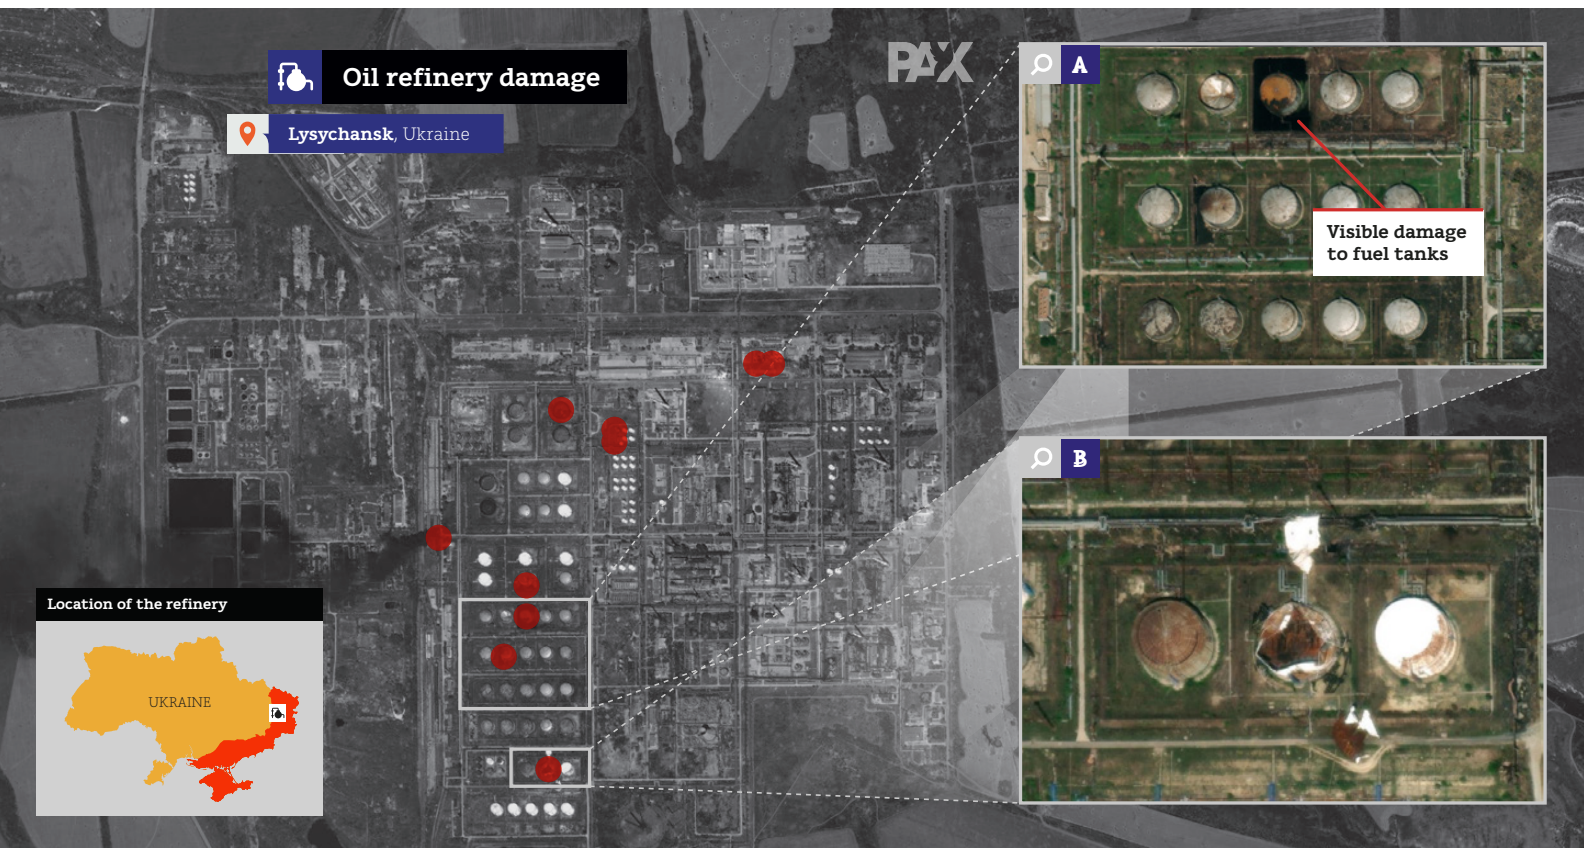 Oil refinery damage
Lysychansk, Ukraine
PAX
A
Visible damage
to fuel tanks
B
Location of the refinery
UKRAINE